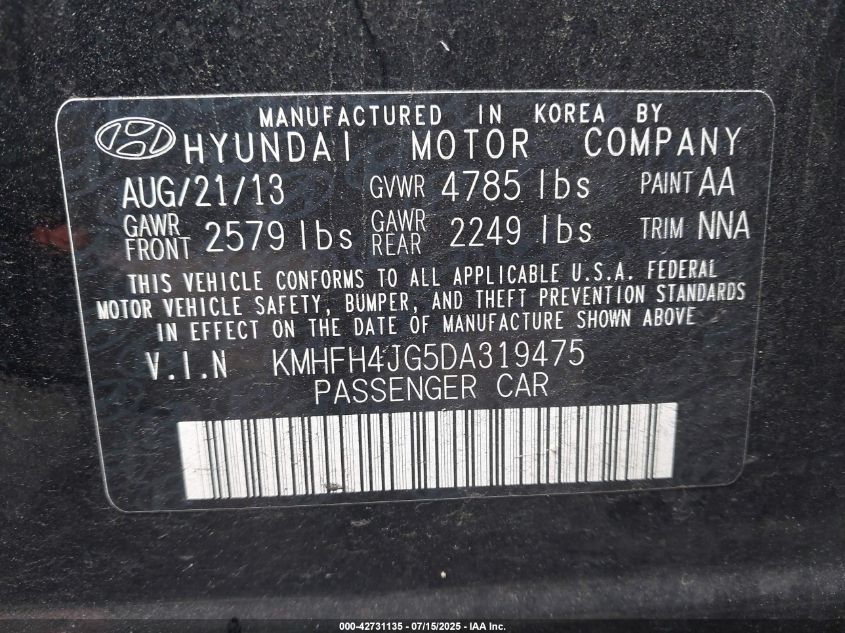 MANUFACTURED IN KOREA BY
HYUNDAI MOTOR COMPANY
AUG/21/13 GVWR 4785 lbs PAINT AA
GAWR FRONT 2579 lbs GAWR REAR 2249 lbs TRIM NNA
THIS VEHICLE CONFORMS TO ALL APPLICABLE U.S.A. FEDERAL
MOTOR VEHICLE SAFETY, BUMPER, AND THEFT PREVENTION STANDARDS
IN EFFECT ON THE DATE OF MANUFACTURE SHOWN ABOVE
V.I.N KMHFH4JG5DA319475
PASSENGER CAR
000-42731135 - 07/15/2025 - IAA Inc.